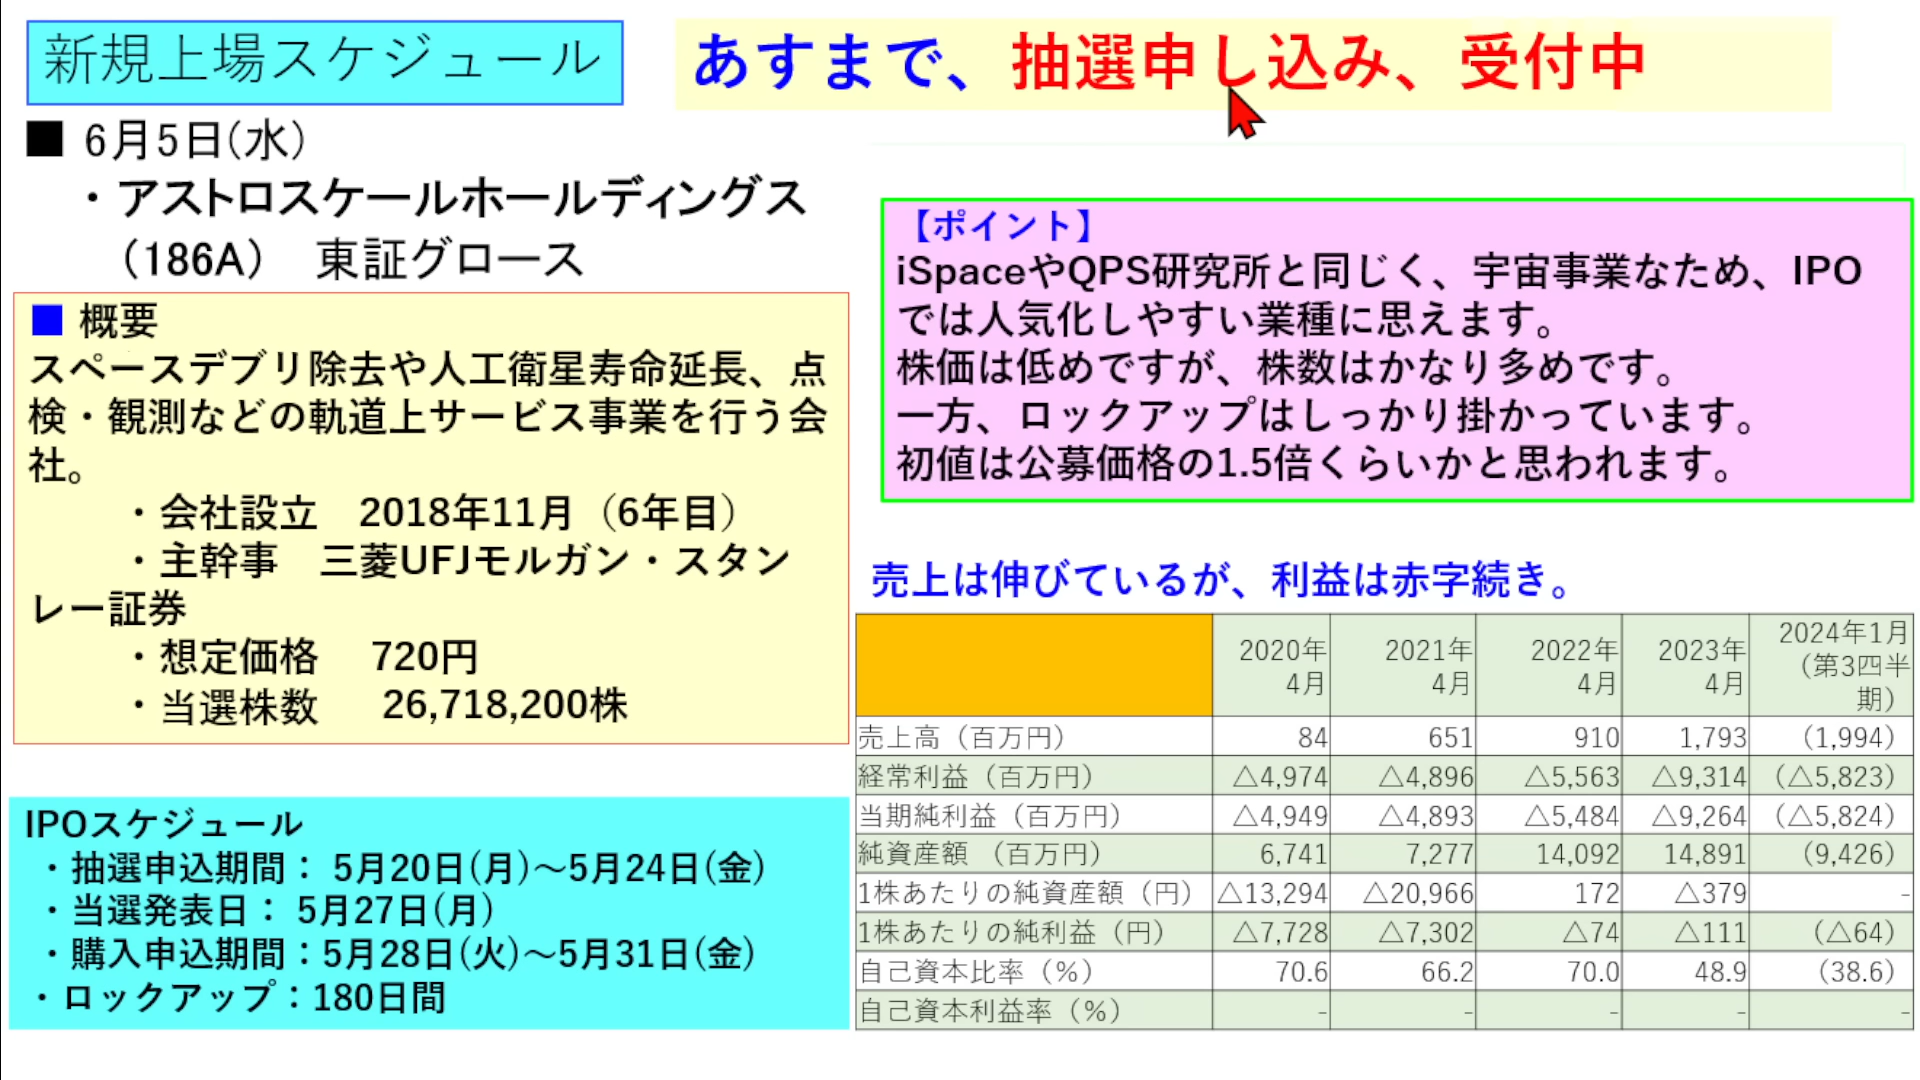 新規上場スケジュール
あすまで、抽選申し込み、受付中
■ 6月5日(水)
・アストロスケールホールディングス
（186A）　東証グロース
■ 概要
スペースデブリ除去や人工衛星寿命延長、点
検・観測などの軌道上サービス事業を行う会
社。
・会社設立　2018年11月（6年目）
・主幹事　三菱UFJモルガン・スタン
レー証券
・想定価格　720円
・当選株数　26,718,200株
IPOスケジュール
・抽選申込期間： 5月20日(月)～5月24日(金)
・当選発表日： 5月27日(月)
・購入申込期間：5月28日(火)～5月31日(金)
・ロックアップ：180日間
【ポイント】
iSpaceやQPS研究所と同じく、宇宙事業なため、IPO
では人気化しやすい業種に思えます。
株価は低めですが、株数はかなり多めです。
一方、ロックアップはしっかり掛かっています。
初値は公募価格の1.5倍くらいかと思われます。
売上は伸びているが、利益は赤字続き。
2020年4月 2021年4月 2022年4月 2023年4月 2024年1月（第3四半期）
売上高（百万円） 84 651 910 1,793 （1,994）
経常利益（百万円） △4,974 △4,896 △5,563 △9,314 （△5,823）
当期純利益（百万円） △4,949 △4,893 △5,484 △9,264 （△5,824）
純資産額 （百万円） 6,741 7,277 14,092 14,891 （9,426）
1株あたりの純資産額（円） △13,294 △20,966 172 △379 -
1株あたりの純利益（円） △7,728 △7,302 △74 △111 （△64）
自己資本比率（%） 70.6 66.2 70.0 48.9 （38.6）
自己資本利益率（%） - - - - -